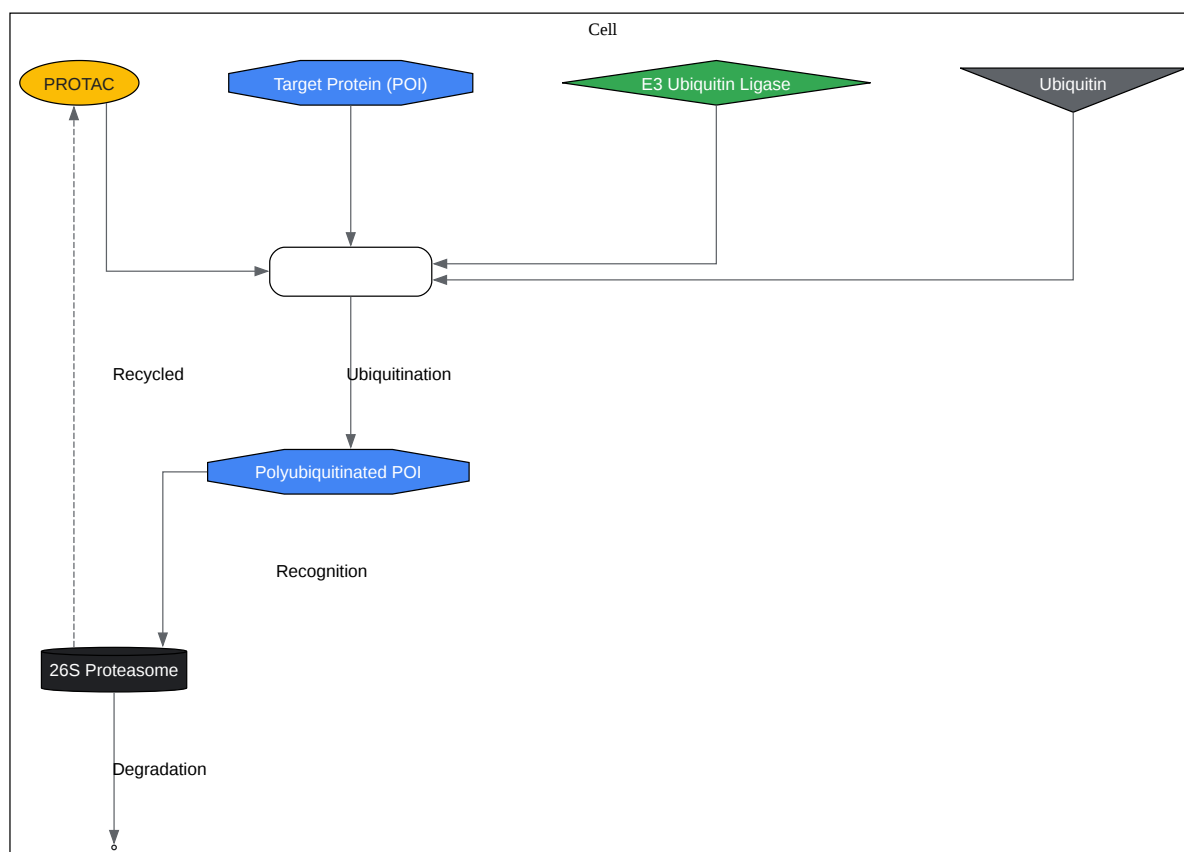 Cell
PROTAC
Target Protein (POI)
E3 Ubiquitin Ligase
Ubiquitin
Recycled
Ubiquitination
Polyubiquitinated POI
Recognition
26S Proteasome
Degradation